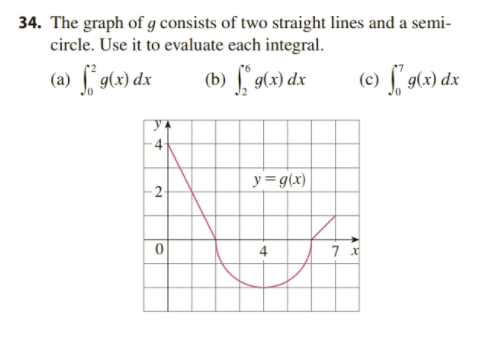 34. The graph of g consists of two straight lines and a semi-
circle. Use it to evaluate each integral.
(a) ∫₀² g(x) dx (b) ∫₂⁶ g(x) dx (c) ∫₀⁷ g(x) dx
y
4
y = g(x)
2
0 4 7 x